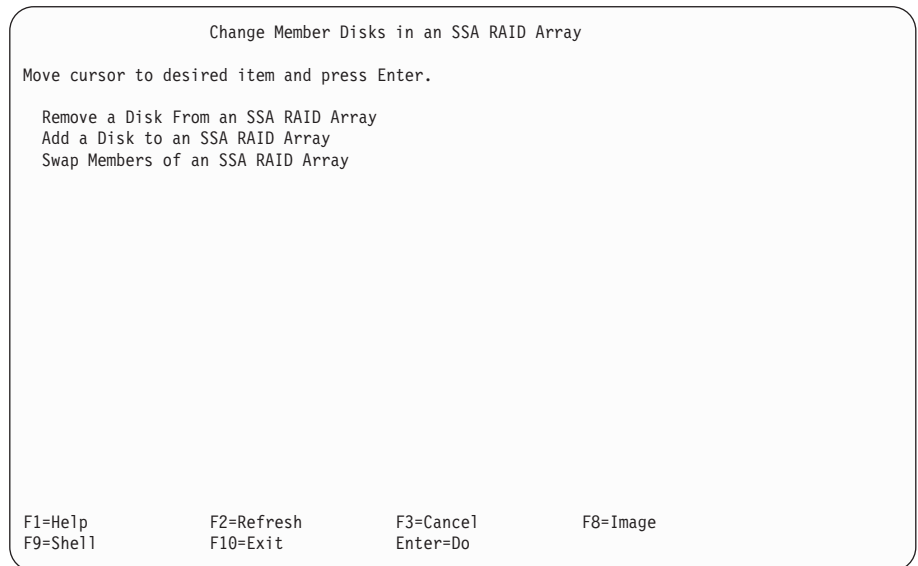 Change Member Disks in an SSA RAID Array
Move cursor to desired item and press Enter.
Remove a Disk From an SSA RAID Array
Add a Disk to an SSA RAID Array
Swap Members of an SSA RAID Array
F1=Help F2=Refresh F3=Cancel F8=Image
F9=Shell F10=Exit Enter=Do